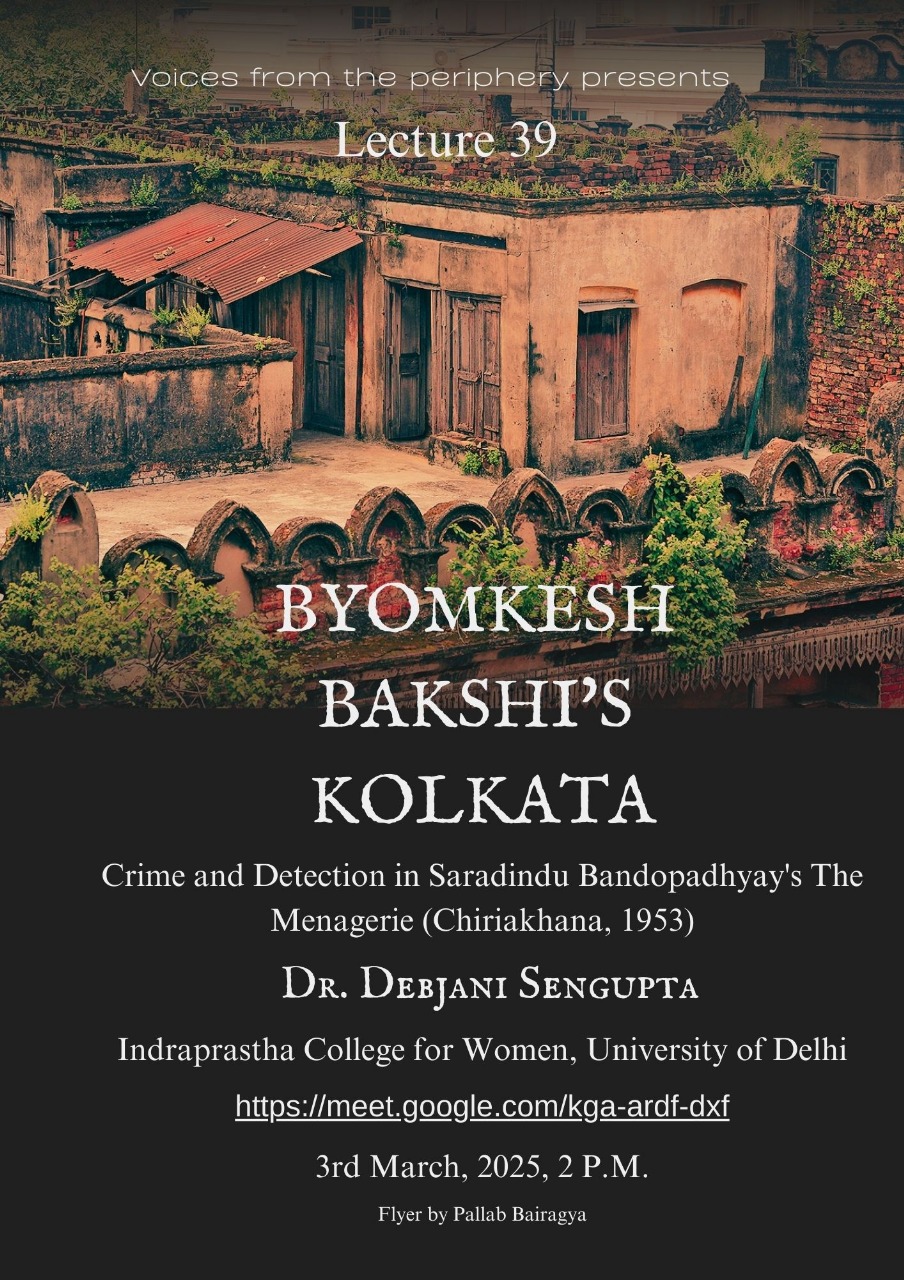 Voices from the periphery presents
Lecture 39
BYOMKESH
BAKSHI’S
KOLKATA
Crime and Detection in Saradindu Bandopadhyay's The
Menagerie (Chiriakhana, 1953)
Dr. Debjani Sengupta
Indraprastha College for Women, University of Delhi
https://meet.google.com/kga-ardf-dxf
3rd March, 2025, 2 P.M.
Flyer by Pallab Bairagya